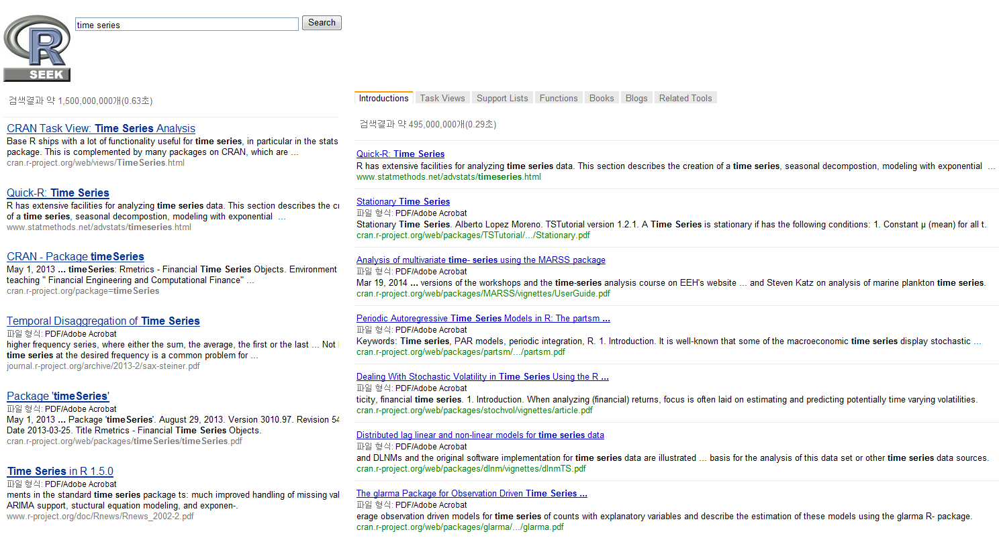 R
SEEK
time series
Search
검색결과 약 1,500,000,000개(0.63초)
CRAN Task View: Time Series Analysis
Base R ships with a lot of functionality useful for time series, in particular in the stats
package. This is complemented by many packages on CRAN, which are ...
cran.r-project.org/web/views/TimeSeries.html
Quick-R: Time Series
R has extensive facilities for analyzing time series data. This section describes the cr
of a time series, seasonal decompostion, modeling with exponential ...
www.statmethods.net/advstats/timeseries.html
CRAN - Package timeSeries
May 1, 2013 ... timeSeries: Rmetrics - Financial Time Series Objects. Environment
teaching " Financial Engineering and Computational Finance" ...
cran.r-project.org/package=timeSeries
Temporal Disaggregation of Time Series
파일 형식: PDF/Adobe Acrobat
higher frequency series, where either the sum, the average, the first or the last ... Not
time series at the desired frequency is a common problem for ...
journal.r-project.org/archive/2013-2/sax-steiner.pdf
Package 'timeSeries'
파일 형식: PDF/Adobe Acrobat
May 1, 2013 ... Package 'timeSeries'. August 29, 2013. Version 3010.97. Revision 54
Date 2013-03-25. Title Rmetrics - Financial Time Series Objects.
cran.r-project.org/web/packages/timeSeries/timeSeries.pdf
Time Series in R 1.5.0
파일 형식: PDF/Adobe Acrobat
ments in the standard time series package ts: much improved handling of missing val
ARIMA support, stuctural equation modeling, and exponen-.
www.r-project.org/doc/Rnews/Rnews_2002-2.pdf
Introductions Task Views Support Lists Functions Books Blogs Related Tools
검색결과 약 495,000,000개(0.29초)
Quick-R: Time Series
R has extensive facilities for analyzing time series data. This section describes the creation of a time series, seasonal decompostion, modeling with exponential ...
www.statmethods.net/advstats/timeseries.html
Stationary Time Series
파일 형식: PDF/Adobe Acrobat
Stationary Time Series. Alberto Lopez Moreno. TSTutorial version 1.2.1. A Time Series is stationary if has the following conditions: 1. Constant µ (mean) for all t.
cran.r-project.org/web/packages/TSTutorial/.../Stationary.pdf
Analysis of multivariate time- series using the MARSS package
파일 형식: PDF/Adobe Acrobat
Mar 19, 2014 ... versions of the workshops and the time-series analysis course on EEH's website ... and Steven Katz on analysis of marine plankton time series.
cran.r-project.org/web/packages/MARSS/vignettes/UserGuide.pdf
Periodic Autoregressive Time Series Models in R: The partsm ...
파일 형식: PDF/Adobe Acrobat
Keywords: Time series, PAR models, periodic integration, R. 1. Introduction. It is well-known that some of the macroeconomic time series display stochastic ...
cran.r-project.org/web/packages/partsm/.../partsm.pdf
Dealing With Stochastic Volatility in Time Series Using the R ...
파일 형식: PDF/Adobe Acrobat
ticity, financial time series. 1. Introduction. When analyzing (financial) returns, focus is often laid on estimating and predicting potentially time varying volatilities.
cran.r-project.org/web/packages/stochvol/vignettes/article.pdf
Distributed lag linear and non-linear models for time series data
파일 형식: PDF/Adobe Acrobat
and DLNMs and the original software implementation for time series data are illustrated ... basis for the analysis of this data set or other time series data sources.
cran.r-project.org/web/packages/dlnm/vignettes/dlnmTS.pdf
The glarma Package for Observation Driven Time Series ...
파일 형식: PDF/Adobe Acrobat
erage observation driven models for time series of counts with explanatory variables and describe the estimation of these models using the glarma R- package.
cran.r-project.org/web/packages/glarma/.../glarma.pdf